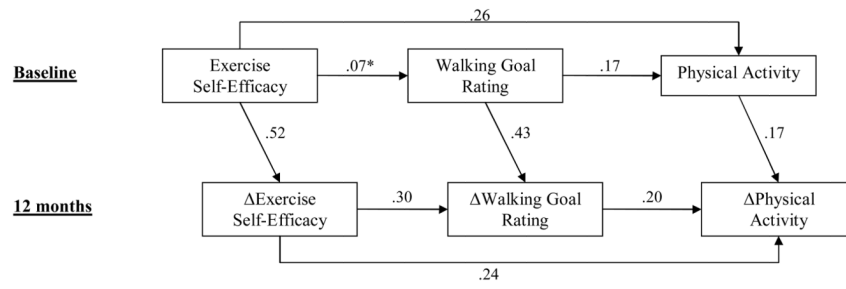 .26
Baseline
Exercise
Self-Efficacy
.07*
Walking Goal
Rating
.17
Physical Activity
.52
.43
.17
12 months
ΔExercise
Self-Efficacy
.30
ΔWalking Goal
Rating
.20
ΔPhysical
Activity
.24